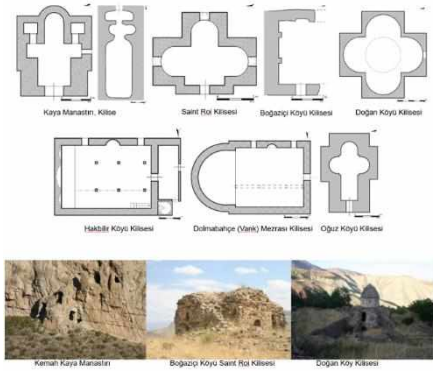 Kaya Manastırı, Kilise
Saint Roi Kilisesi
Boğaziçi Köyü Kilisesi
Doğan Köyü Kilisesi
Hakbilir Köyü Kilisesi
Dolmabahçe (Vank) Mezrası Kilisesi
Oğuz Köyü Kilisesi
Kemah Kaya Manastırı
Boğaziçi Köyü Saint Roi Kilisesi
Doğan Köy Kilisesi